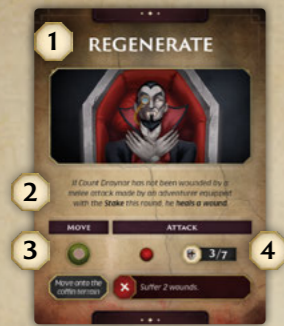 1
REGENERATE
2
If Count Draynor has not been wounded by a
melee attack made by an adventurer equipped
with the Stake this round, he heals a wound.
3
MOVE
ATTACK
3/7
4
Move onto the
coffin terrain
Suffer 2 wounds.